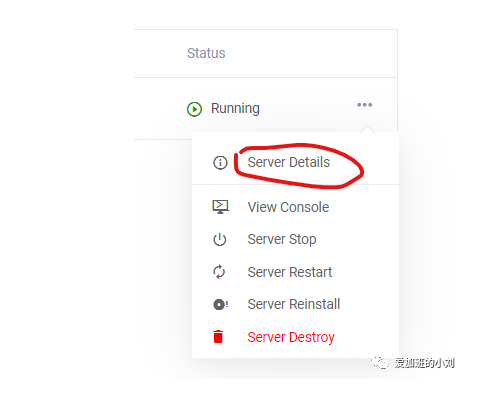 Status
Running
Server Details
View Console
Server Stop
Server Restart
Server Reinstall
Server Destroy
爱加班的小刘